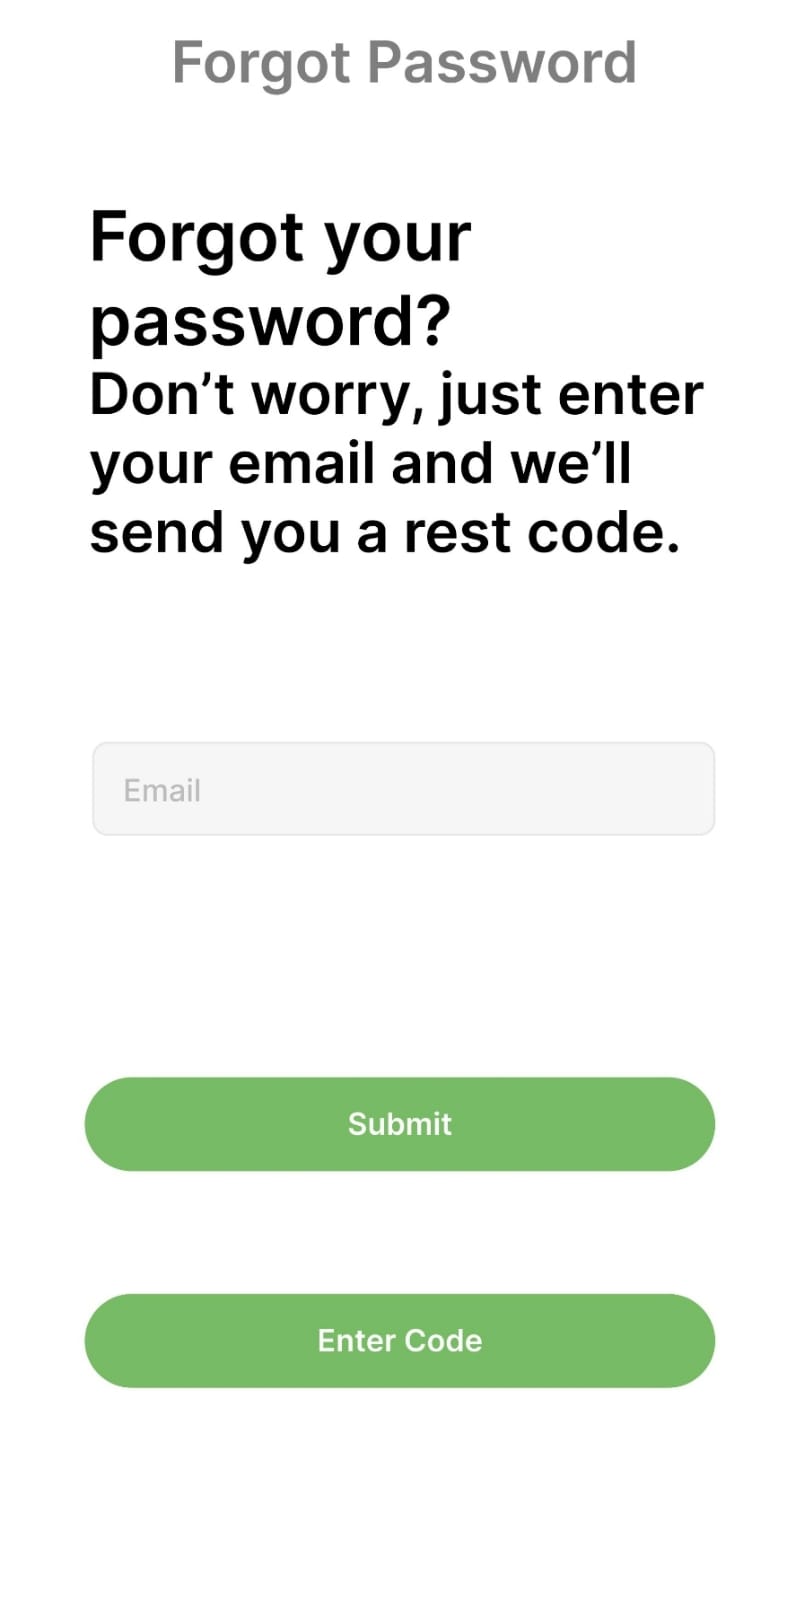 Forgot Password
Forgot your
password?
Don’t worry, just enter
your email and we’ll
send you a rest code.
Email
Submit
Enter Code